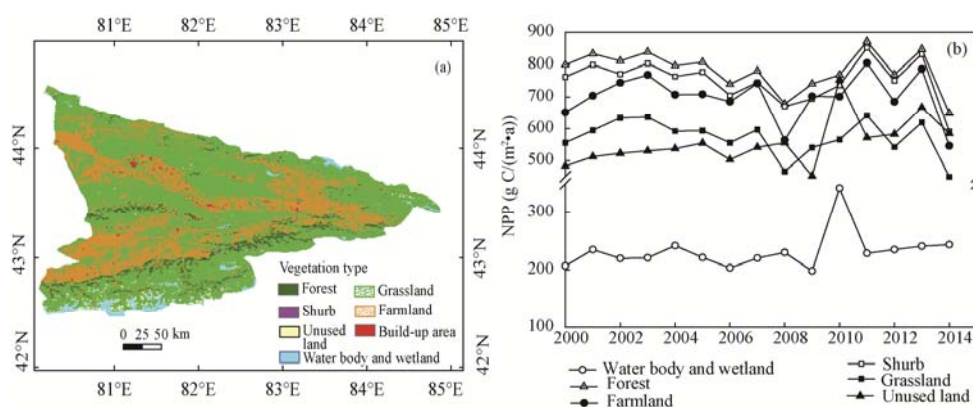 81°E 82°E 83°E 84°E 85°E
(a)
44°N
43°N
42°N
44°N
43°N
42°N
Vegetation type
Forest
Grassland
Shurb
Farmland
Unused land
Build-up area
Water body and wetland
0 25 50 km
81°E 82°E 83°E 84°E 85°E
(b)
NPP (g C/(m²•a))
900
800
700
600
500
300
200
100
2
2000 2002 2004 2006 2008 2010 2012 2014
Water body and wetland
Forest
Farmland
Shurb
Grassland
Unused land